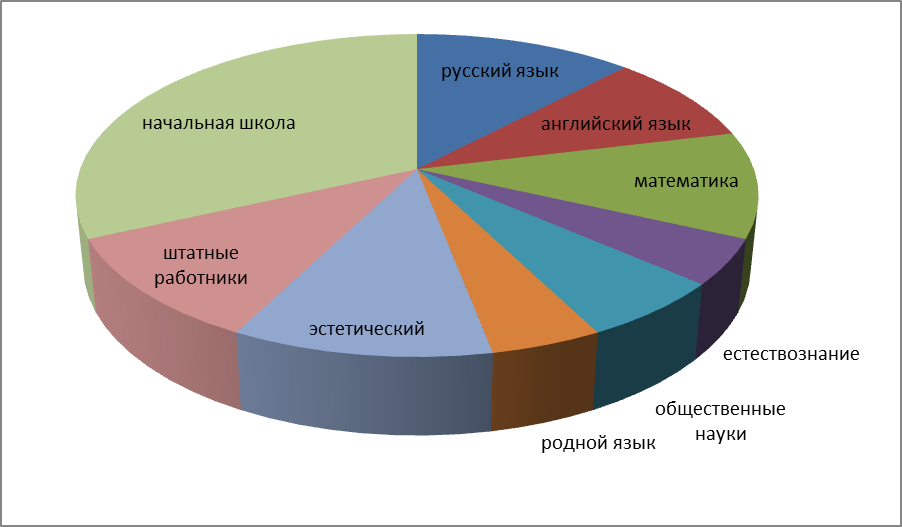 русский язык
начальная школа
английский язык
математика
штатные
работники
эстетический
естествознание
общественные
науки
родной язык